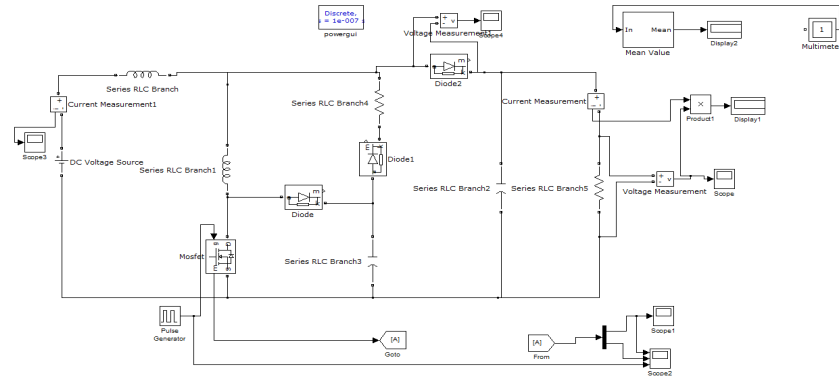 Discrete,
s = 1e-007 s
powergui
Voltage Measurement1
Scope4
In
Mean
Mean Value
Display2
1
Multimete
Series RLC Branch
Current Measurement1
Series RLC Branch4
Diode2
Current Measurement
Product1
Display1
Scope3
DC Voltage Source
Series RLC Branch1
Diode1
Series RLC Branch2
Series RLC Branch5
Voltage Measurement
Scope
Diode
Mosfet
Series RLC Branch3
Pulse
Generator
[A]
Goto
[A]
From
Scope1
Scope2